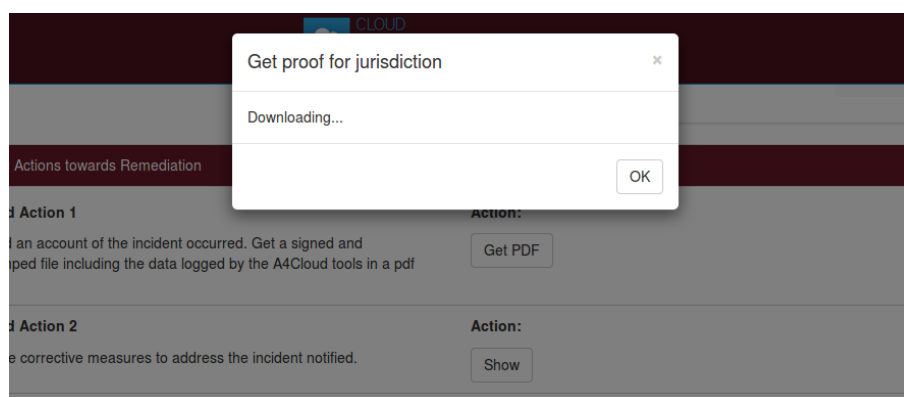 CLOUD
Get proof for jurisdiction ×
Downloading...
OK
Actions towards Remediation
d Action 1 Action:
an account of the incident occurred. Get a signed and
ped file including the data logged by the A4Cloud tools in a pdf
Get PDF
d Action 2 Action:
e corrective measures to address the incident notified.
Show